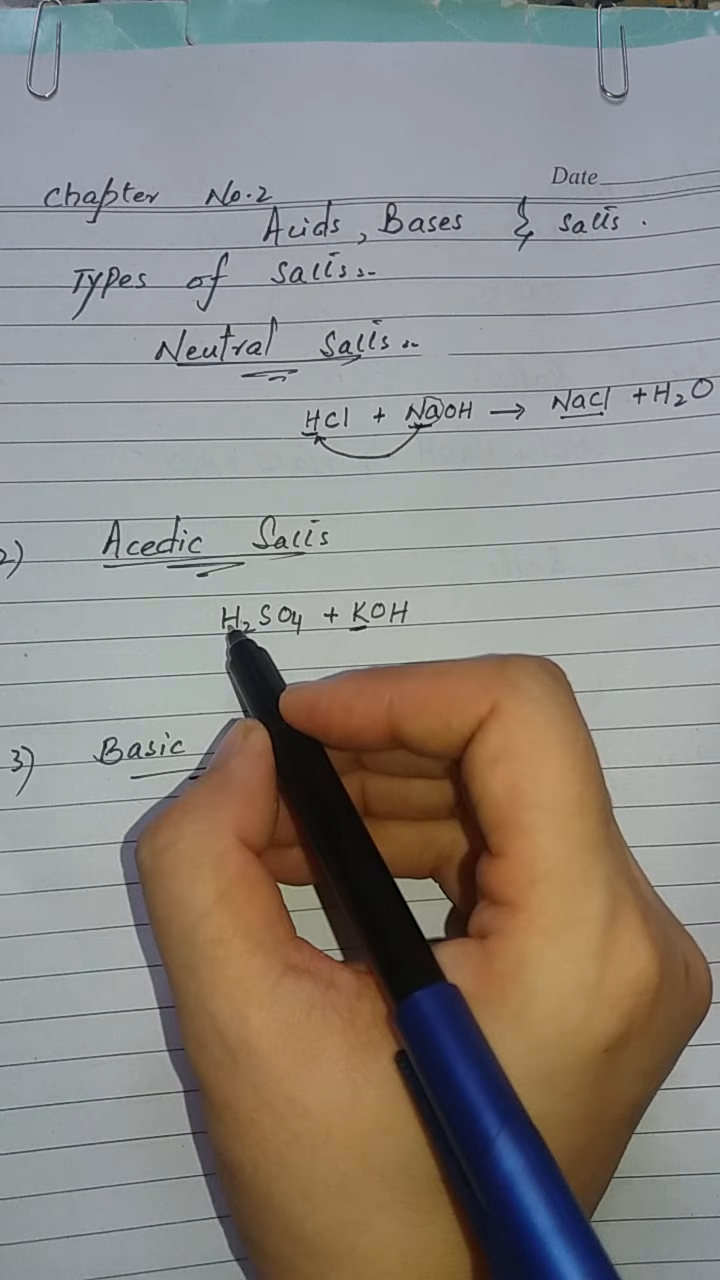 Date
Chapter No.2
Acids, Bases & Salts.
Types of Salts:-
Neutral Salts:-
HCl + NaOH → NaCl + H₂O
2) Acedic Salts
H₂SO₄ + KOH
3) Basic